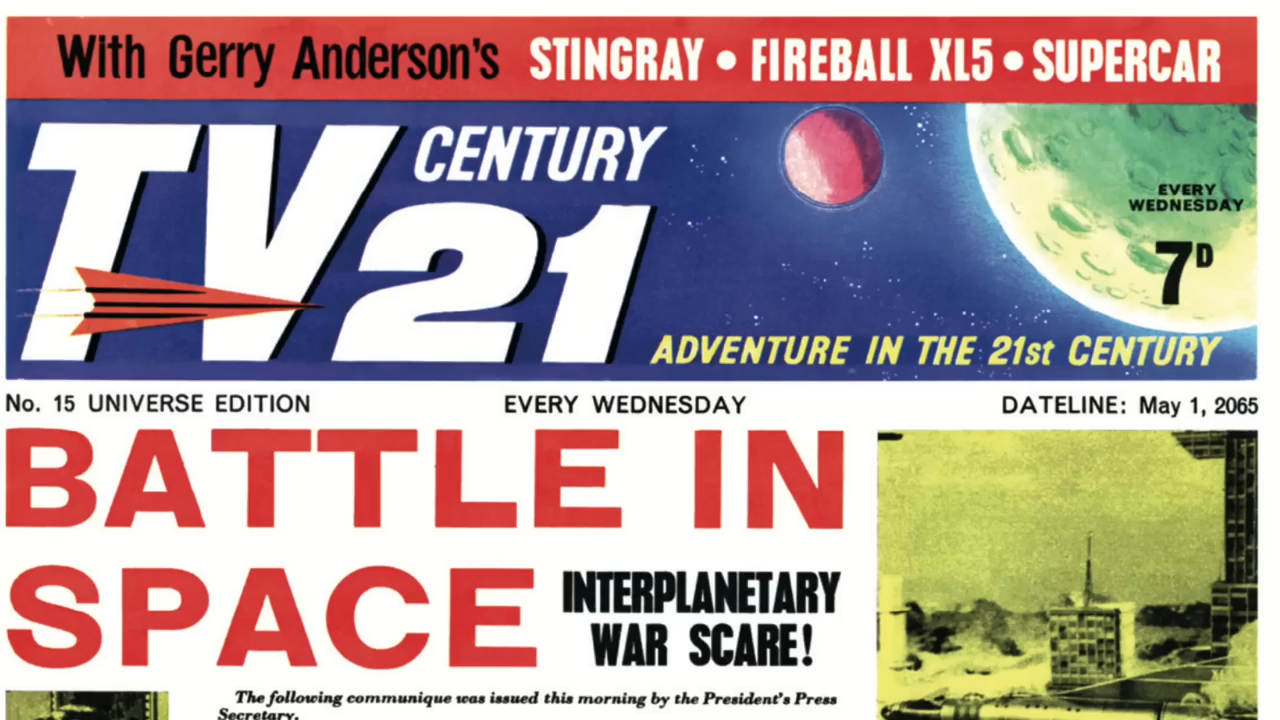 With Gerry Anderson's STINGRAY • FIREBALL XL5 • SUPERCAR
TV CENTURY
21
EVERY
WEDNESDAY
7D
ADVENTURE IN THE 21st CENTURY
No. 15 UNIVERSE EDITION EVERY WEDNESDAY DATELINE: May 1, 2065
BATTLE IN
SPACE
INTERPLANETARY
WAR SCARE!
The following communique was issued this morning by the President's Press
Secretary.